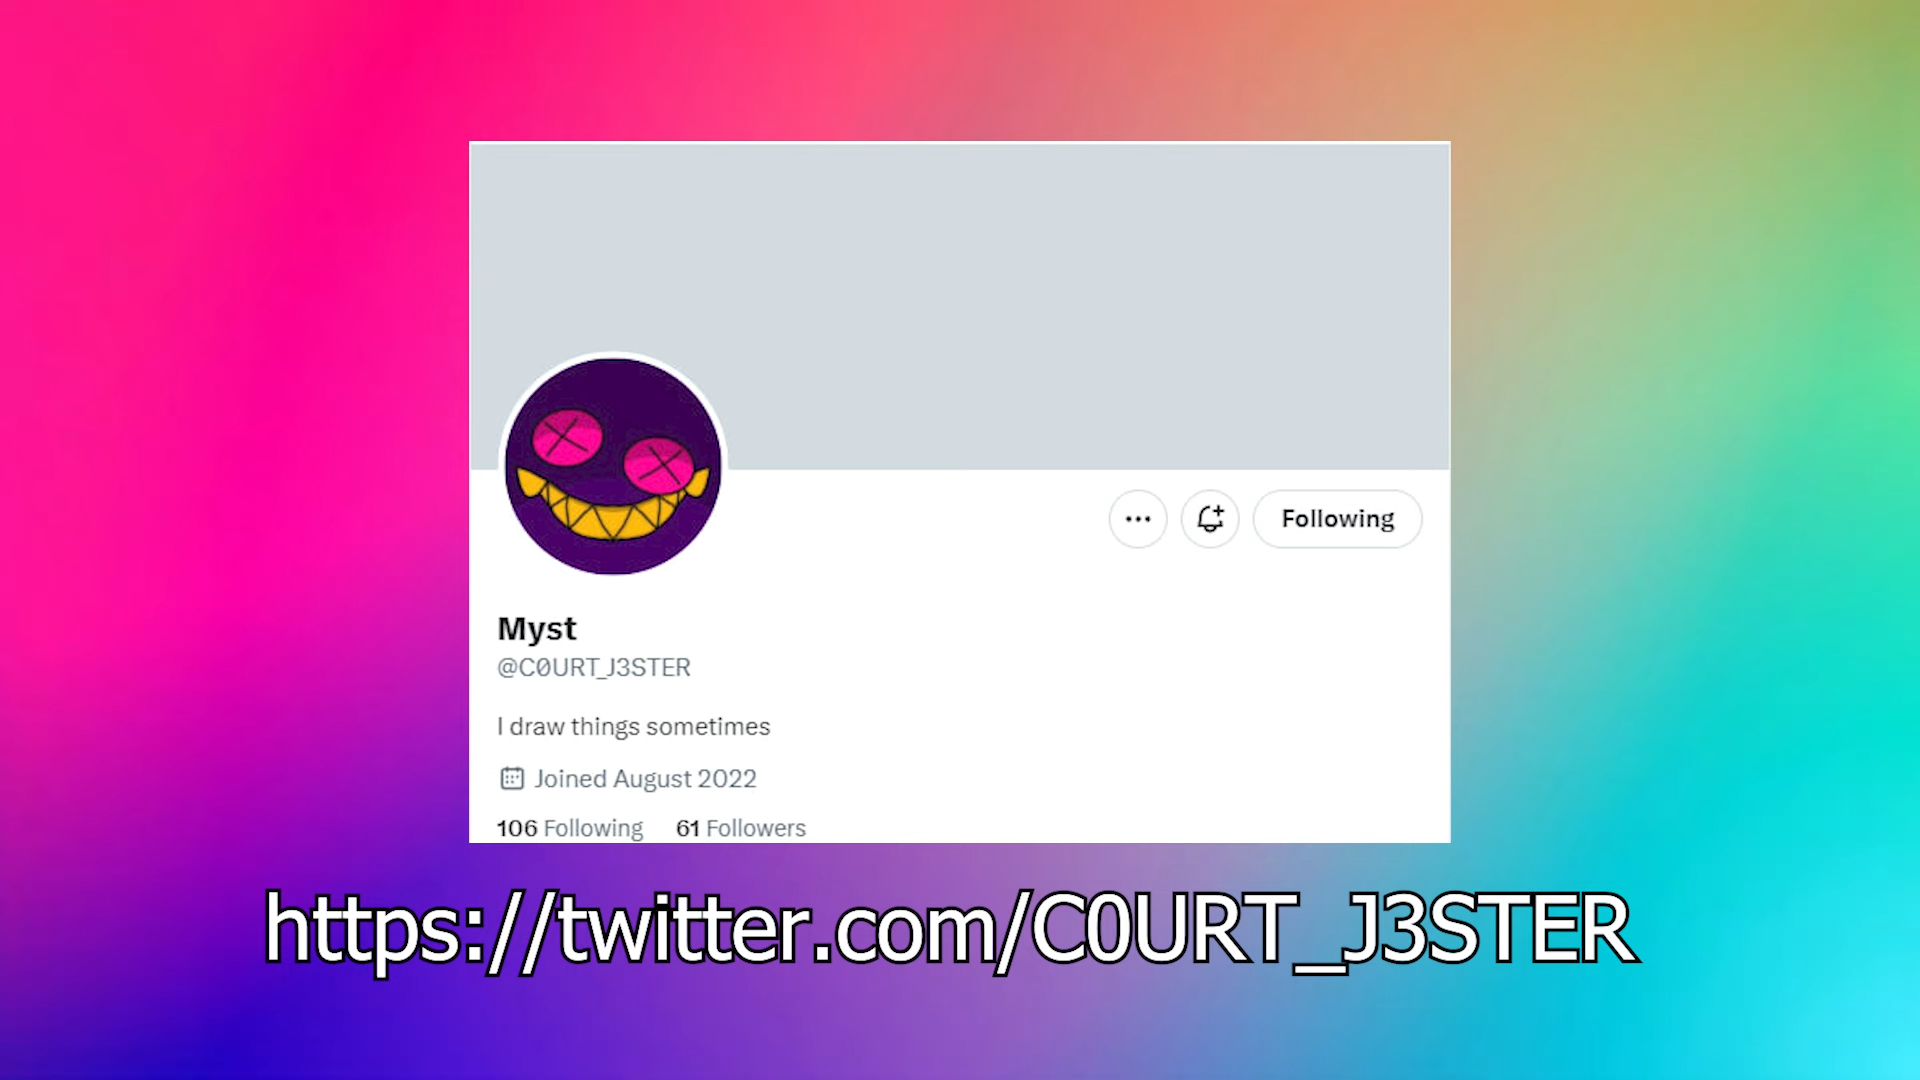 Following
Myst
@C0URT_J3STER
I draw things sometimes
Joined August 2022
106 Following 61 Followers
https://twitter.com/C0URT_J3STER